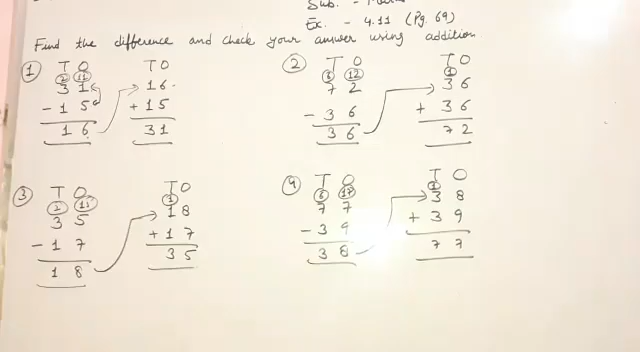 Sub. - Maths
Ex. - 4.11 (Pg. 69)
Find the difference and check your answer using addition.
1 T O T O
2 11
3 1 1 6
- 1 5 + 1 5
1 6 3 1
2 T O T O
6 12 1
7 2 3 6
- 3 6 + 3 6
3 6 7 2
3 T O T O
2 15 1
3 5 1 8
- 1 7 + 1 7
1 8 3 5
4 T O T O
6 17 1
7 7 3 8
- 3 9 + 3 9
3 8 7 7